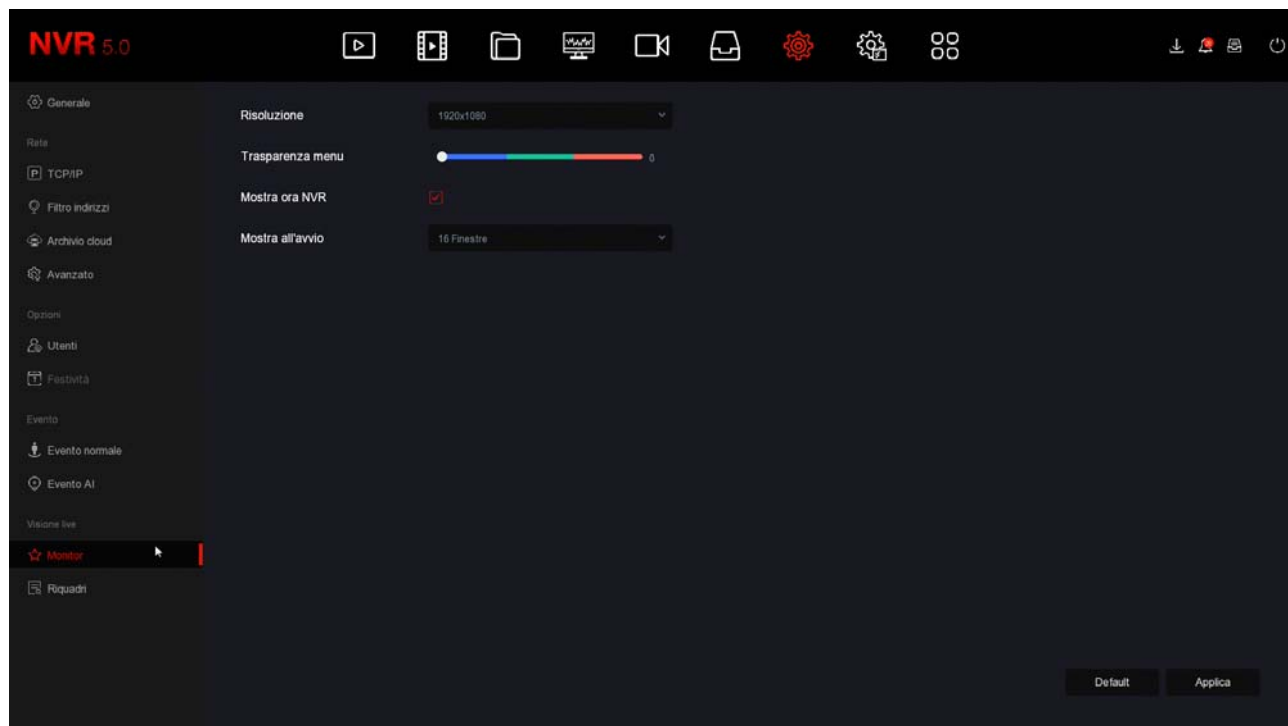 NVR 5.0
Generale
Rete
TCP/IP
Filtro indirizzi
Archivio cloud
Avanzato
Opzioni
Utenti
Festività
Evento
Evento normale
Evento AI
Visione live
Monitor
Riquadri
Risoluzione 1920x1080
Trasparenza menu 0
Mostra ora NVR
Mostra all'avvio 16 Finestre
Default Applica